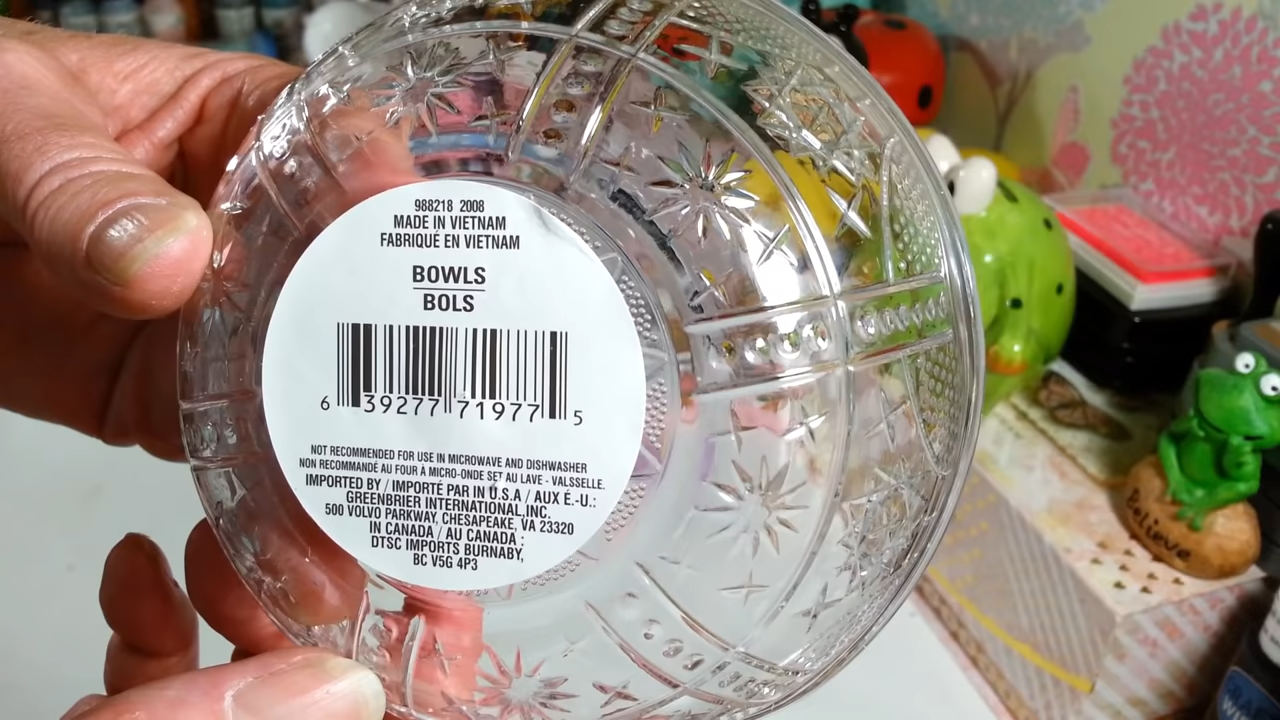 988218 2008
MADE IN VIETNAM
FABRIQUÉ EN VIETNAM
BOWLS
BOLS
6 39277 71977 5
NOT RECOMMENDED FOR USE IN MICROWAVE AND DISHWASHER
NON RECOMMANDÉ AU FOUR À MICRO-ONDE SET AU LAVE - VALSSELLE.
IMPORTED BY / IMPORTÉ PAR IN U.S.A / AUX É.-U.:
GREENBRIER INTERNATIONAL,INC.
500 VOLVO PARKWAY, CHESAPEAKE, VA 23320
IN CANADA / AU CANADA :
DTSC IMPORTS BURNABY,
BC V5G 4P3
Believe